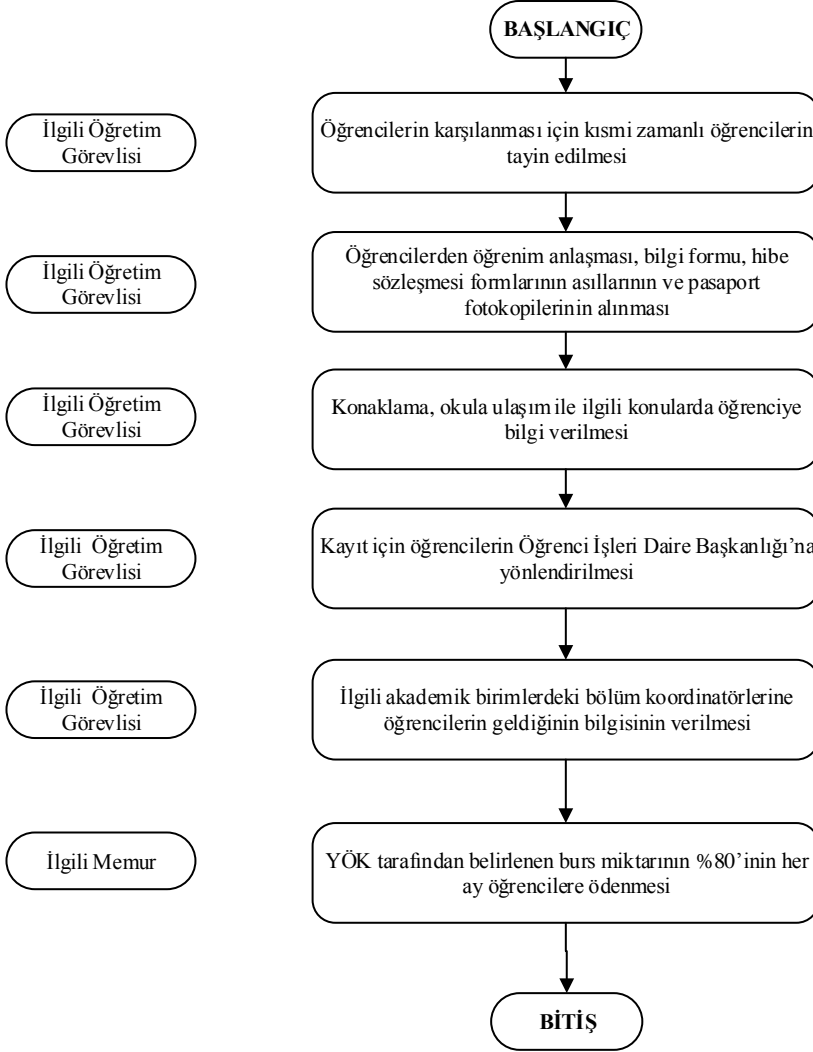 BAŞLANGIÇ
İlgili Öğretim
Görevlisi
Öğrencilerin karşılanması için kısmi zamanlı öğrencilerin
tayin edilmesi
İlgili Öğretim
Görevlisi
Öğrencilerden öğrenim anlaşması, bilgi formu, hibe
sözleşmesi formlarının asıllarının ve pasaport
fotokopilerinin alınması
İlgili Öğretim
Görevlisi
Konaklama, okula ulaşım ile ilgili konularda öğrenciye
bilgi verilmesi
İlgili Öğretim
Görevlisi
Kayıt için öğrencilerin Öğrenci İşleri Daire Başkanlığı’na
yönlendirilmesi
İlgili Öğretim
Görevlisi
İlgili akademik birimlerdeki bölüm koordinatörlerine
öğrencilerin geldiğinin bilgisinin verilmesi
İlgili Memur
YÖK tarafından belirlenen burs miktarının %80’inin her
ay öğrencilere ödenmesi
BİTİŞ